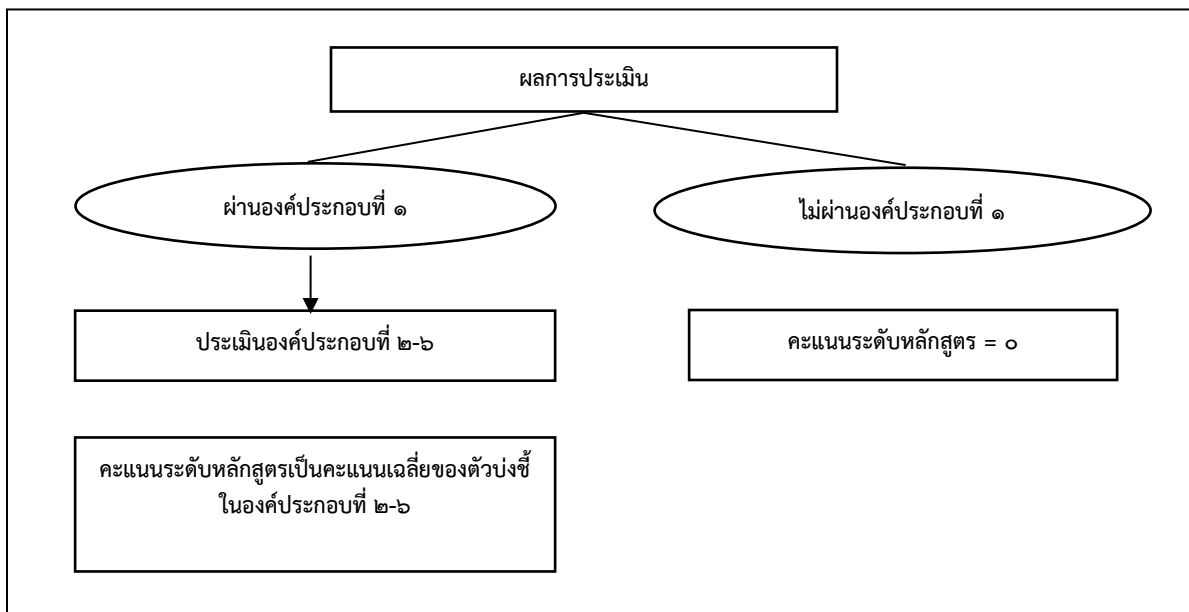 ผลการประเมิน
ผ่านองค์ประกอบที่ ๑
ไม่ผ่านองค์ประกอบที่ ๑
ประเมินองค์ประกอบที่ ๒-๖
คะแนนระดับหลักสูตร = ๐
คะแนนระดับหลักสูตรเป็นคะแนนเฉลี่ยของตัวบ่งชี้
ในองค์ประกอบที่ ๒-๖